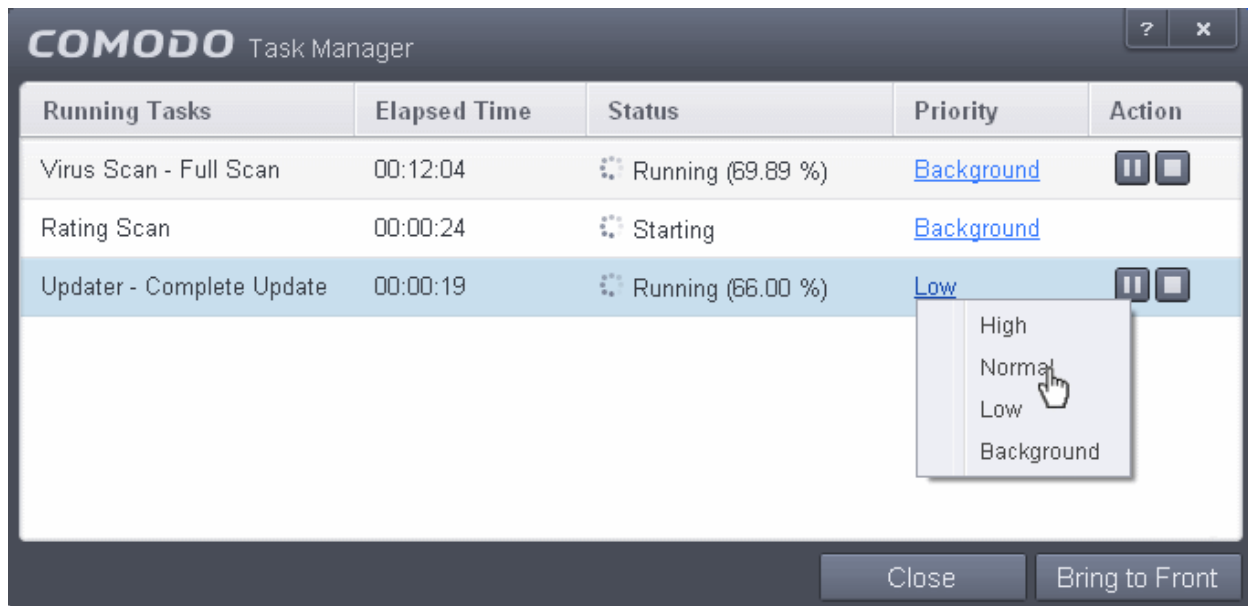 COMODO Task Manager ? x
Running Tasks Elapsed Time Status Priority Action
Virus Scan - Full Scan 00:12:04 Running (69.89 %) Background
Rating Scan 00:00:24 Starting Background
Updater - Complete Update 00:00:19 Running (66.00 %) Low
High
Normal
Low
Background
Close Bring to Front